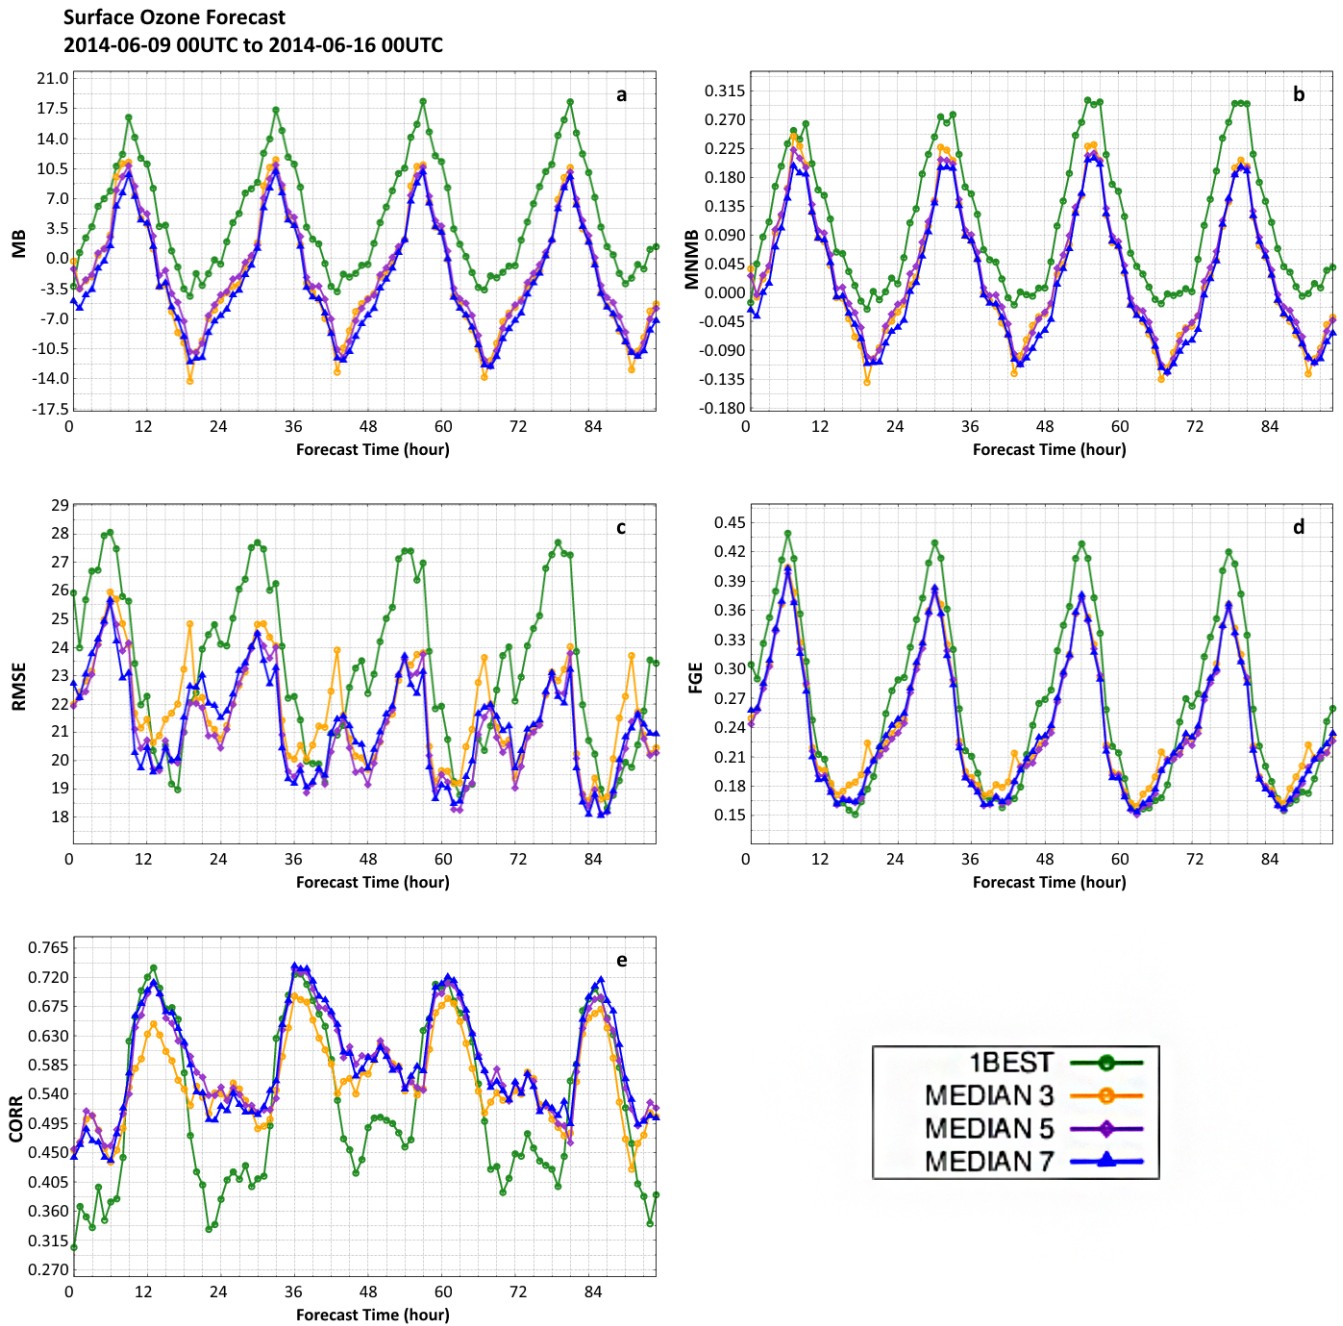 Surface Ozone Forecast
2014-06-09 00UTC to 2014-06-16 00UTC
a
MB
21.0
17.5
14.0
10.5
7.0
3.5
0.0
-3.5
-7.0
-10.5
-14.0
-17.5
0 12 24 36 48 60 72 84
Forecast Time (hour)
b
MNMB
0.315
0.270
0.225
0.180
0.135
0.090
0.045
0.000
-0.045
-0.090
-0.135
-0.180
0 12 24 36 48 60 72 84
Forecast Time (hour)
c
RMSE
29
28
27
26
25
24
23
22
21
20
19
18
0 12 24 36 48 60 72 84
Forecast Time (hour)
d
FGE
0.45
0.42
0.39
0.36
0.33
0.30
0.27
0.24
0.21
0.18
0.15
0 12 24 36 48 60 72 84
Forecast Time (hour)
e
CORR
0.765
0.720
0.675
0.630
0.585
0.540
0.495
0.450
0.405
0.360
0.315
0.270
0 12 24 36 48 60 72 84
Forecast Time (hour)
1BEST
MEDIAN 3
MEDIAN 5
MEDIAN 7